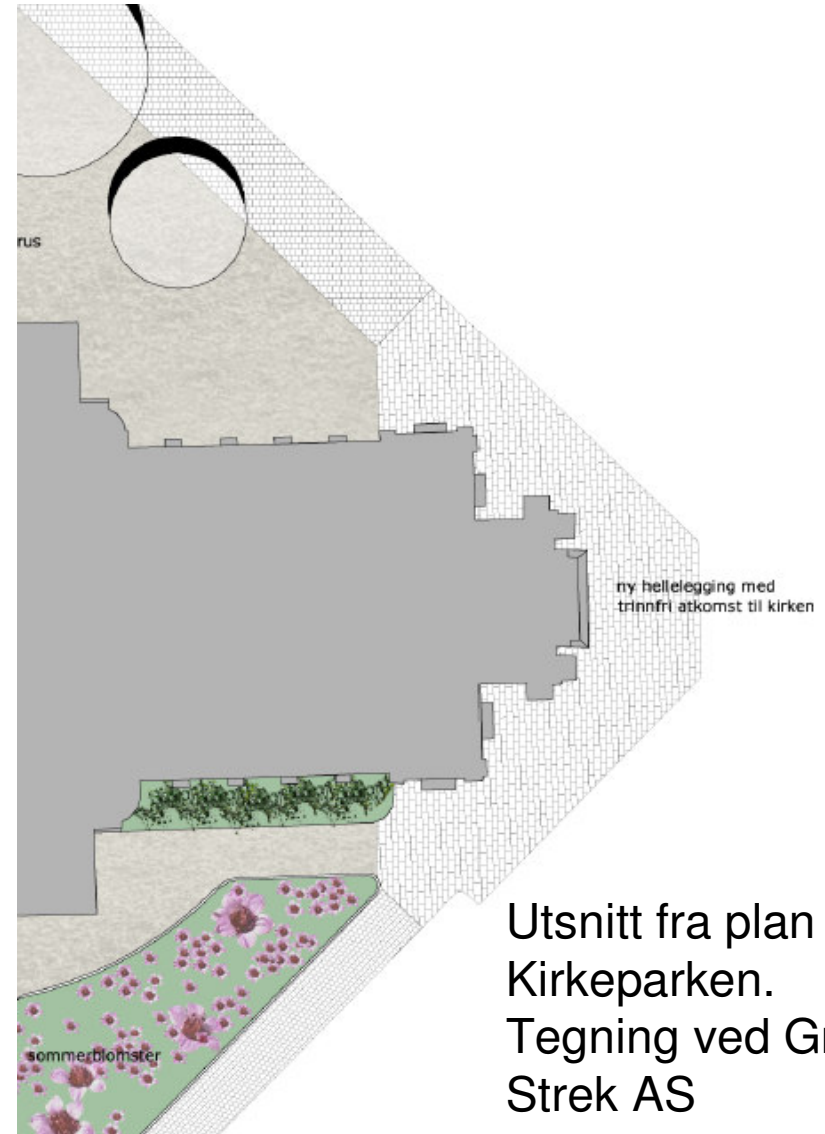 rus
ny hellelegging med
trinnfri atkomst til kirken
sommerblomster
Utsnitt fra plan
Kirkeparken.
Tegning ved Gr
Strek AS